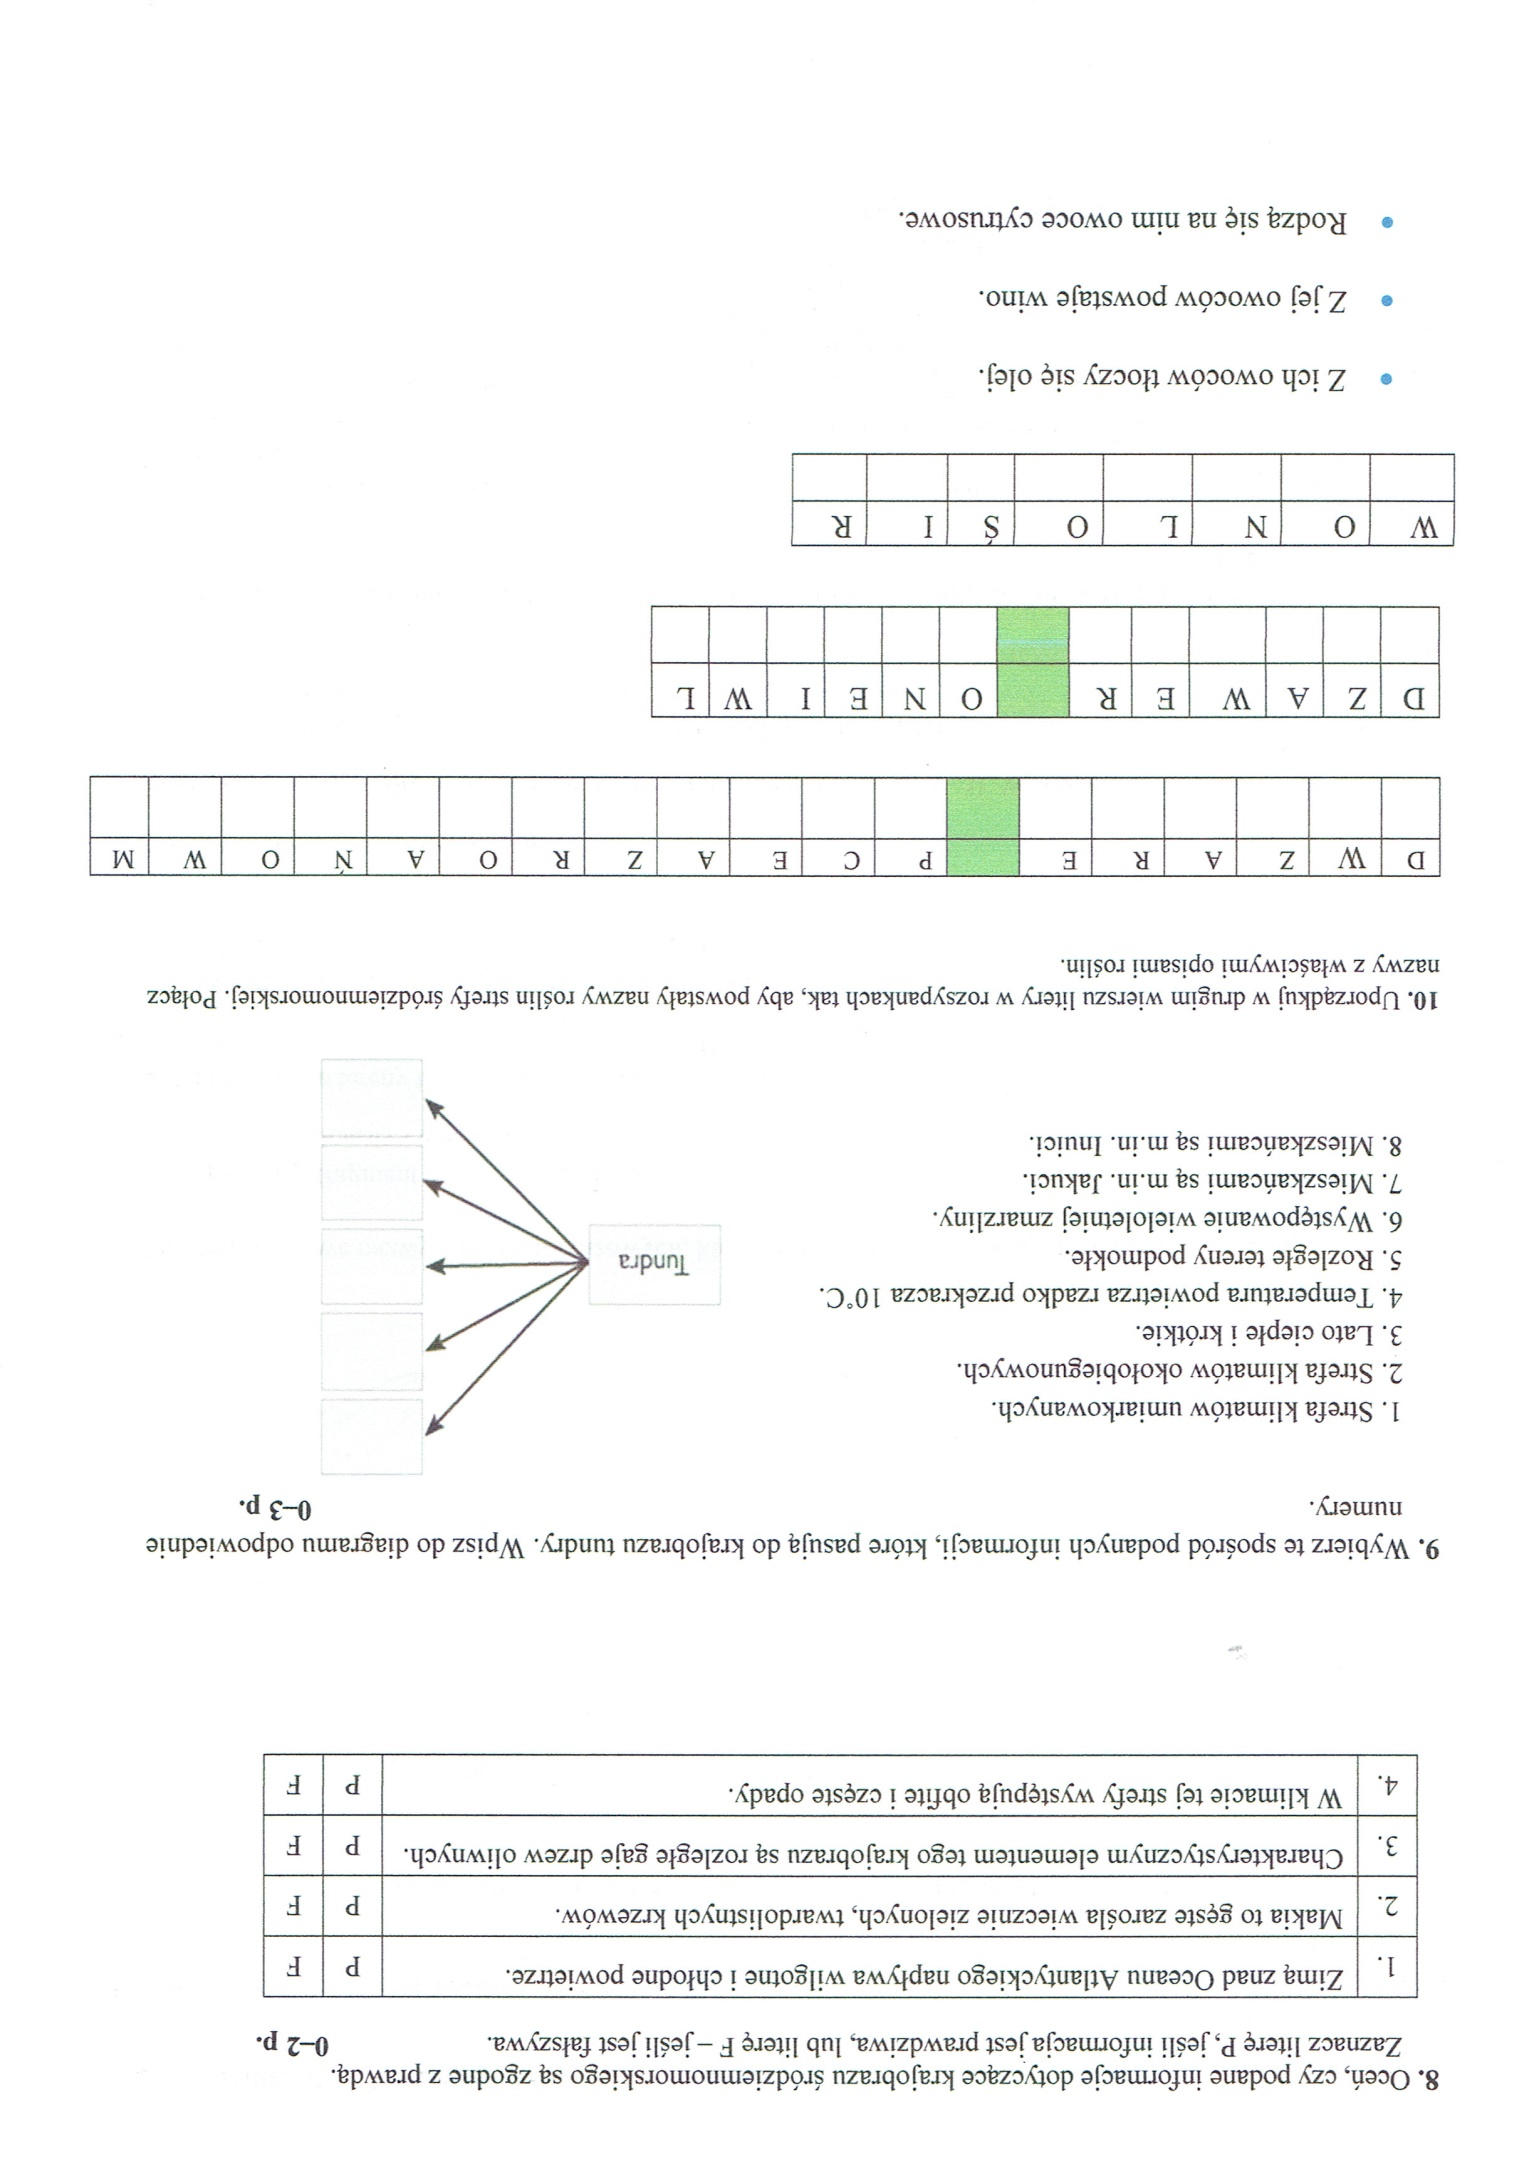 8. Oceń, czy podane informacje dotyczące krajobrazu śródziemnomorskiego są zgodne z prawdą.
Zaznacz literę P, jeśli informacja jest prawdziwa, lub literę F – jeśli jest fałszywa. 0–2 p.
1. Zimą znad Oceanu Atlantyckiego napływa wilgotne i chłodne powietrze. P F
2. Makia to gęste zarośla wiecznie zielonych, twardolistnych krzewów. P F
3. Charakterystycznym elementem tego krajobrazu są rozległe gaje drzew oliwnych. P F
4. W klimacie tej strefy występują obfite i częste opady. P F
9. Wybierz te spośród podanych informacji, które pasują do krajobrazu tundry. Wpisz do diagramu odpowiednie
numery. 0–3 p.
1. Strefa klimatów umiarkowanych.
2. Strefa klimatów okołobiegunowych.
3. Lato ciepłe i krótkie.
4. Temperatura powietrza rzadko przekracza 10°C.
5. Rozległe tereny podmokłe.
6. Występowanie wieloletniej zmarzliny.
7. Mieszkańcami są m.in. Jakuci.
8. Mieszkańcami są m.in. Inuici.
Tundra
10. Uporządkuj w drugim wierszu litery w rozsypankach tak, aby powstały nazwy roślin strefy śródziemnomorskiej. Połącz
nazwy z właściwymi opisami roślin.
D W Z A R E P C E A Z R O A Ń O W M
D Z A W E R O N E I W L
W O N L O Ś I R
• Z ich owoców tłoczy się olej.
• Z jej owoców powstaje wino.
• Rodzą się na nim owoce cytrusowe.